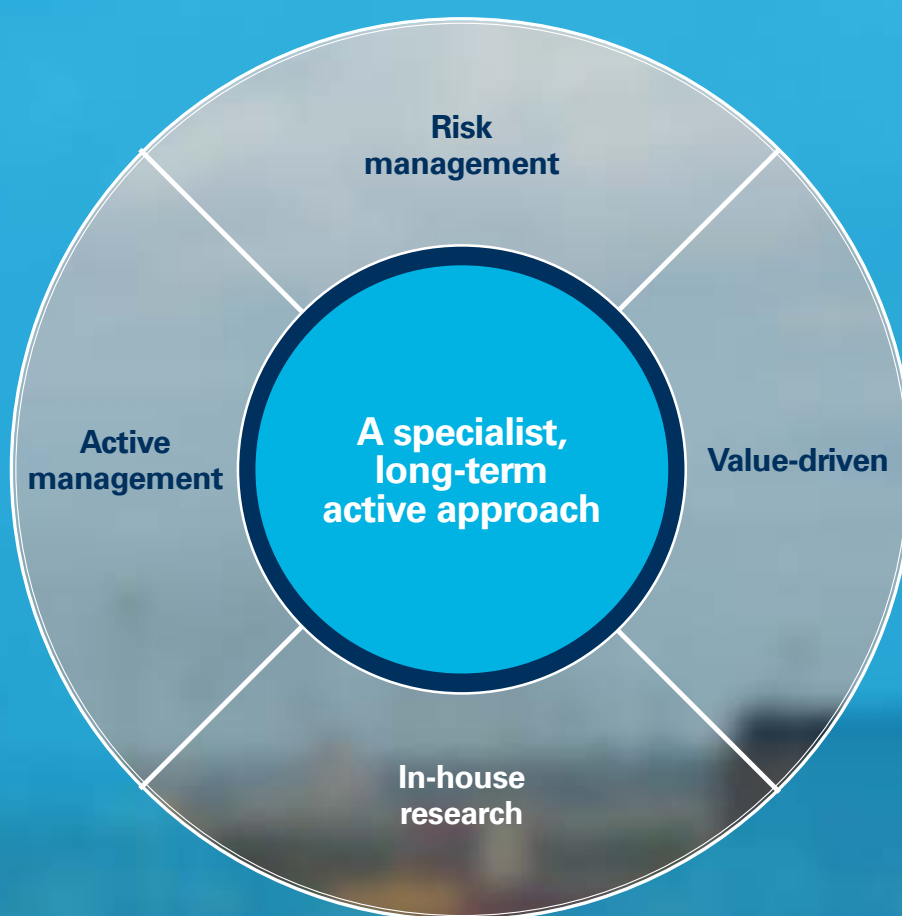 Risk
management
Active
management
A specialist,
long-term
active approach
Value-driven
In-house
research